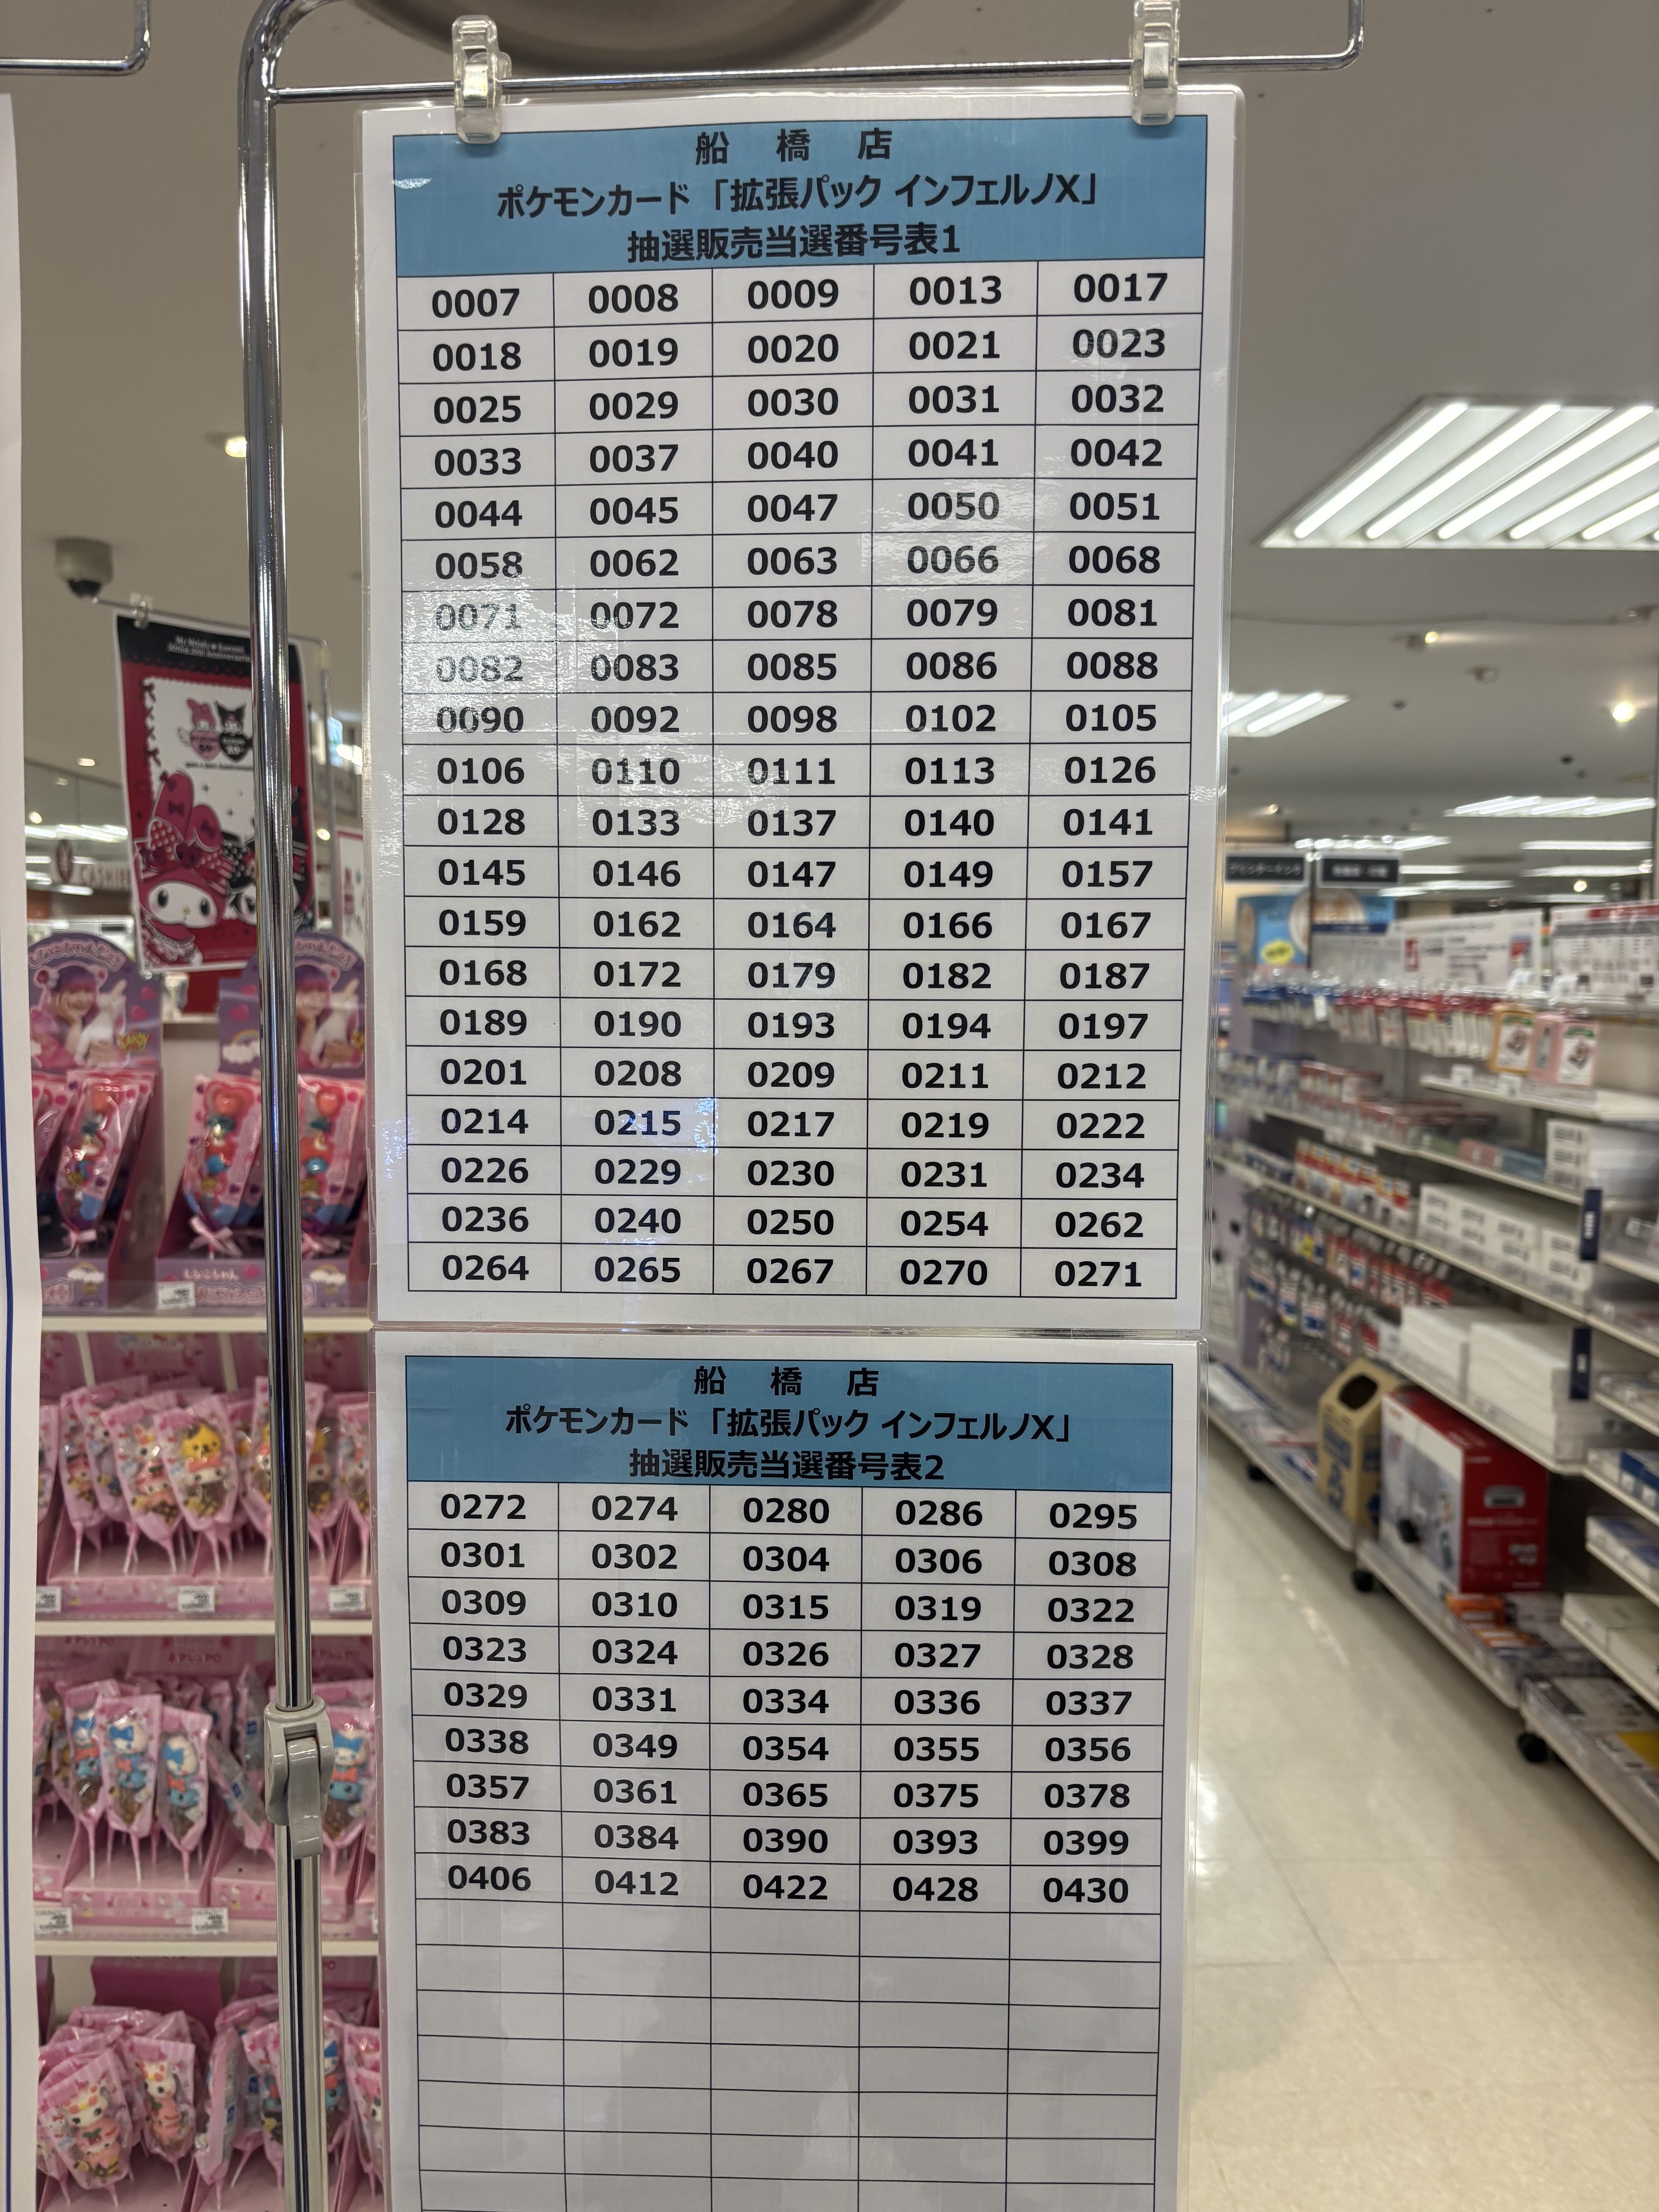 船 橋 店
ポケモンカード「拡張パック インフェルノX」
抽選販売当選番号表1
0007 0008 0009 0013 0017
0018 0019 0020 0021 0023
0025 0029 0030 0031 0032
0033 0037 0040 0041 0042
0044 0045 0047 0050 0051
0058 0062 0063 0066 0068
0071 0072 0078 0079 0081
0082 0083 0085 0086 0088
0090 0092 0098 0102 0105
0106 0110 0111 0113 0126
0128 0133 0137 0140 0141
0145 0146 0147 0149 0157
0159 0162 0164 0166 0167
0168 0172 0179 0182 0187
0189 0190 0193 0194 0197
0201 0208 0209 0211 0212
0214 0215 0217 0219 0222
0226 0229 0230 0231 0234
0236 0240 0250 0254 0262
0264 0265 0267 0270 0271
船 橋 店
ポケモンカード「拡張パック インフェルノX」
抽選販売当選番号表2
0272 0274 0280 0286 0295
0301 0302 0304 0306 0308
0309 0310 0315 0319 0322
0323 0324 0326 0327 0328
0329 0331 0334 0336 0337
0338 0349 0354 0355 0356
0357 0361 0365 0375 0378
0383 0384 0390 0393 0399
0406 0412 0422 0428 0430